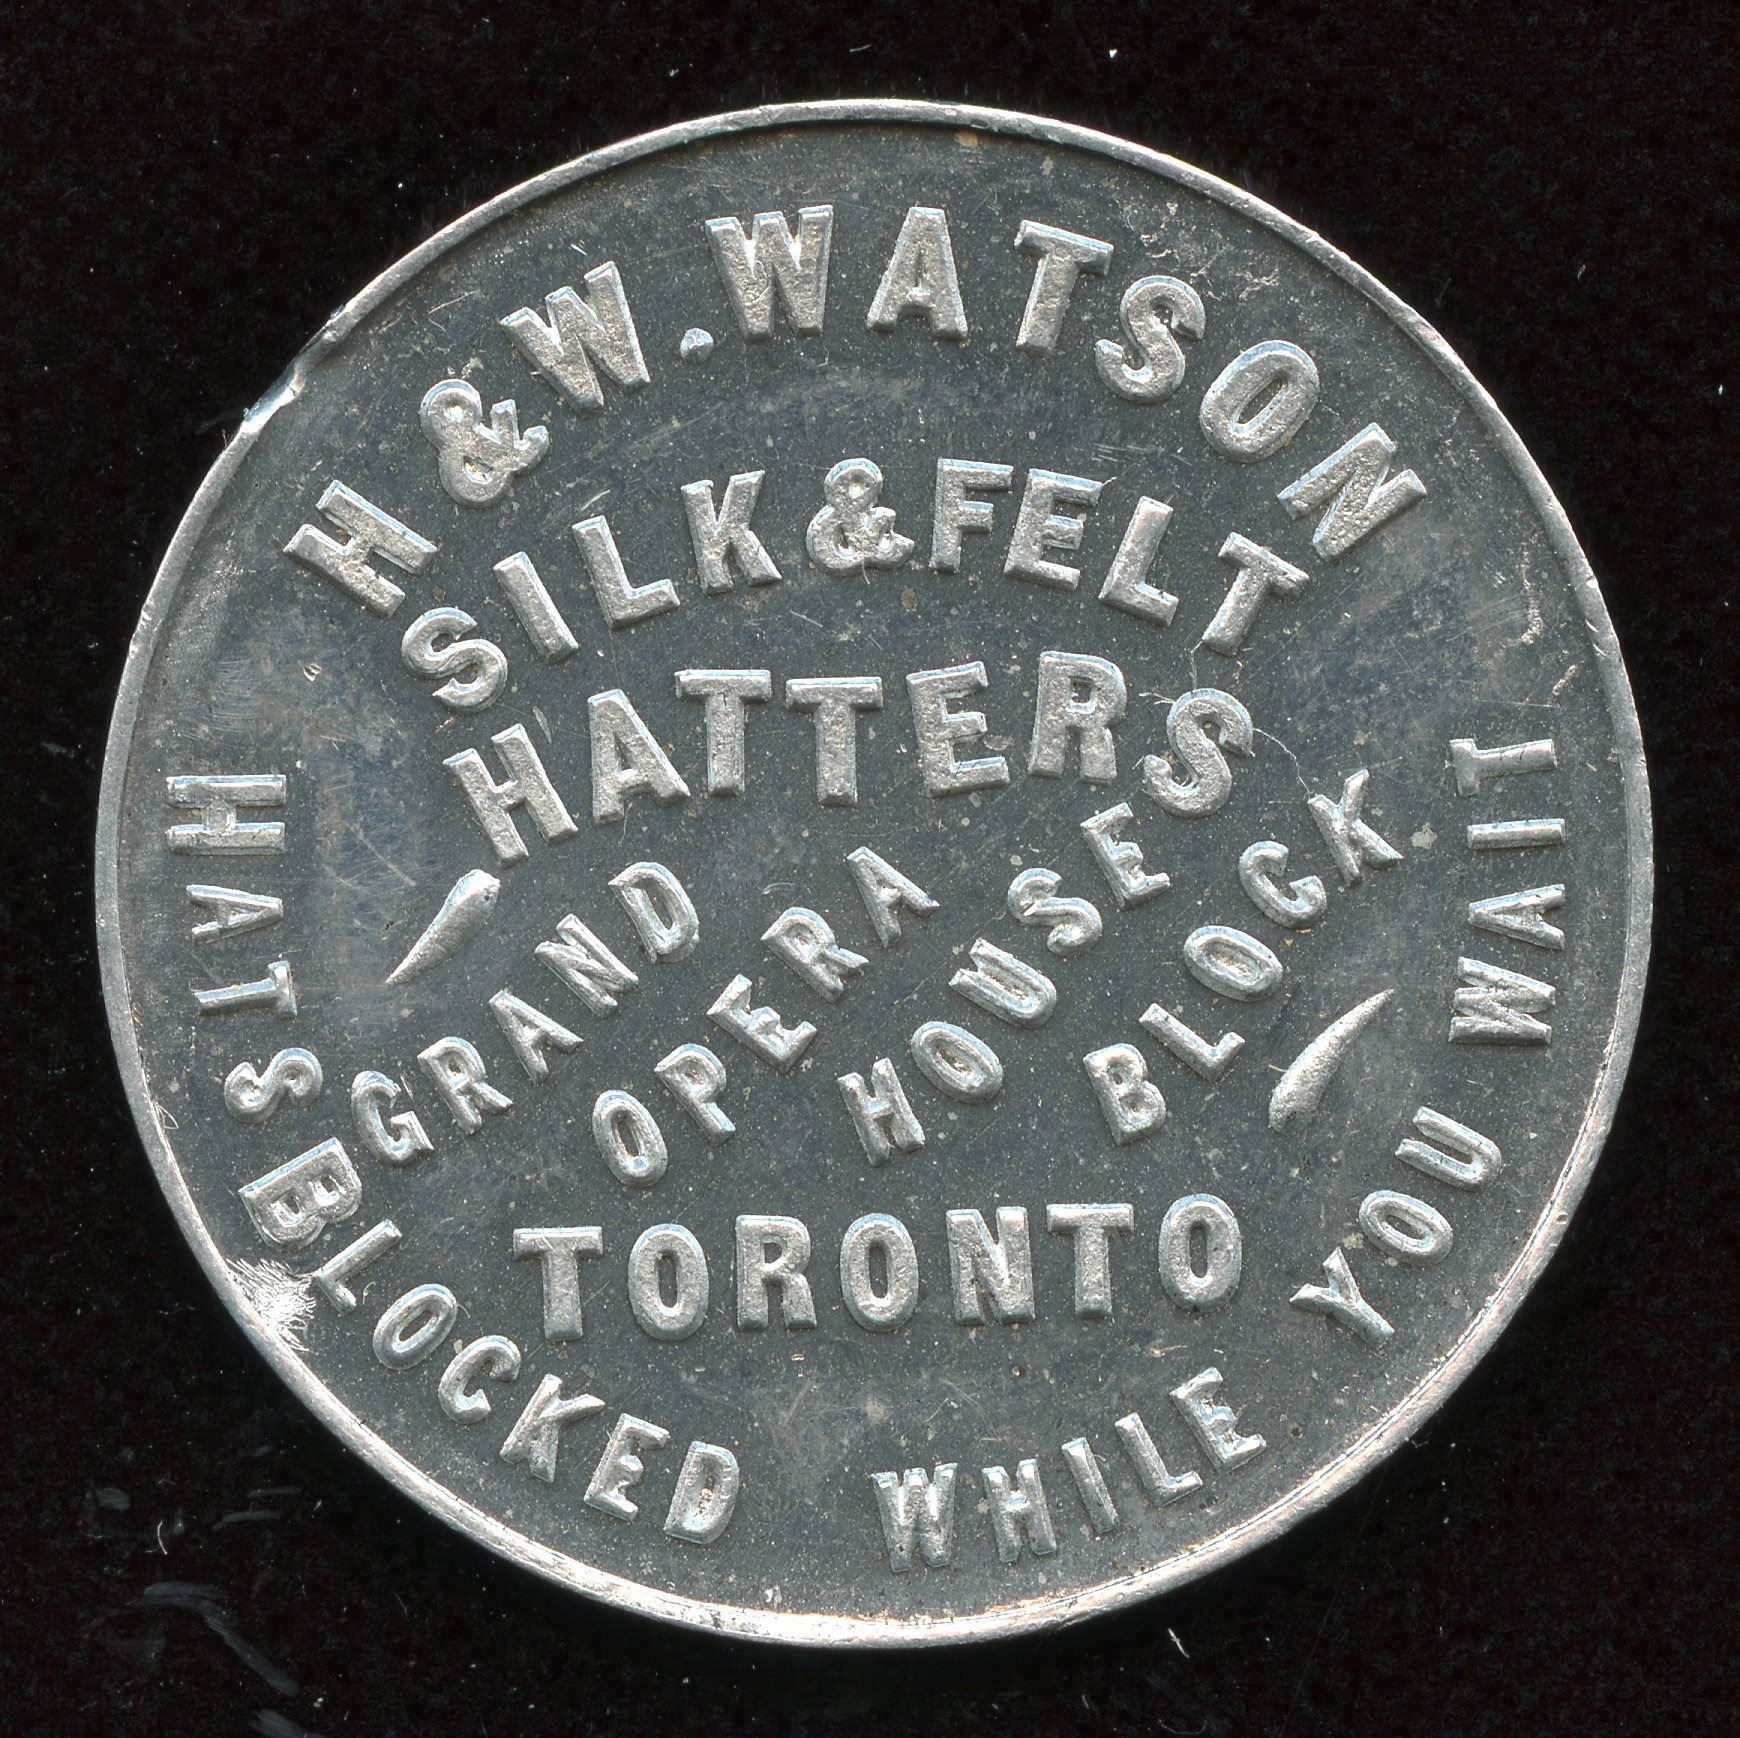 H & W. WATSON
SILK & FELT
HATTERS
GRAND
OPERA
HOUSE
BLOCK
TORONTO
HATS BLOCKED WHILE YOU WAIT